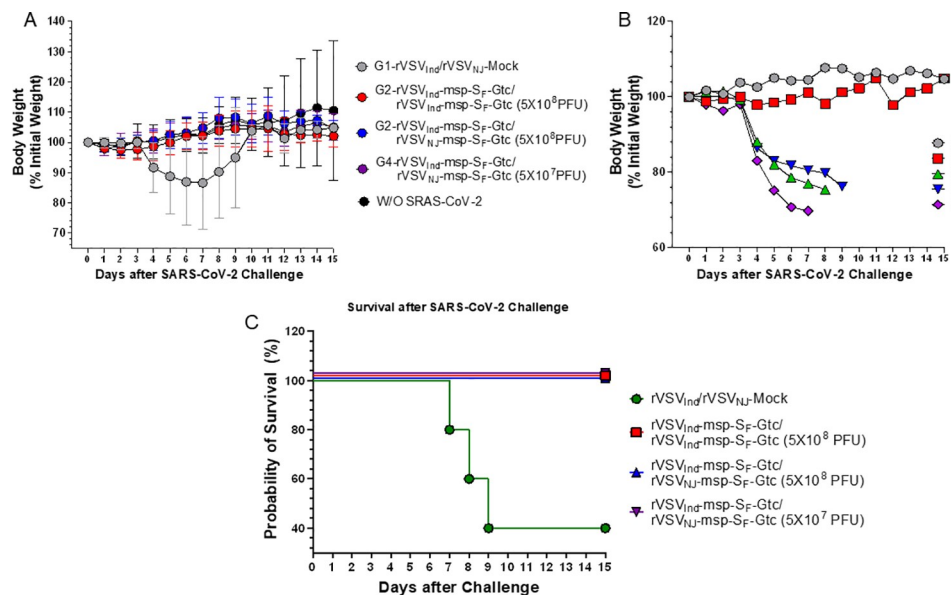 A
Body Weight
(% Initial Weight)
140
130
120
110
100
90
80
70
0 1 2 3 4 5 6 7 8 9 10 11 12 13 14 15
Days after SARS-CoV-2 Challenge
G1-rVSVInd/rVSVNJ-Mock
G2-rVSVInd-msp-SF-Gtc/
rVSVInd-msp-SF-Gtc (5X10⁸PFU)
G2-rVSVInd-msp-SF-Gtc/
rVSVNJ-msp-SF-Gtc (5X10⁸PFU)
G4-rVSVInd-msp-SF-Gtc/
rVSVNJ-msp-SF-Gtc (5X10⁷PFU)
W/O SRAS-CoV-2
B
Body Weight
(% Initial Weight)
120
100
80
60
0 1 2 3 4 5 6 7 8 9 10 11 12 13 14 15
Days after SARS-CoV-2 Challenge
C
Survival after SARS-CoV-2 Challenge
Probability of Survival (%)
120
100
80
60
40
0 1 2 3 4 5 6 7 8 9 10 11 12 13 14 15
Days after Challenge
rVSVInd/rVSVNJ-Mock
rVSVInd-msp-SF-Gtc/
rVSVInd-msp-SF-Gtc (5X10⁸ PFU)
rVSVInd-msp-SF-Gtc/
rVSVNJ-msp-SF-Gtc (5X10⁸ PFU)
rVSVInd-msp-SF-Gtc/
rVSVNJ-msp-SF-Gtc (5X10⁷ PFU)